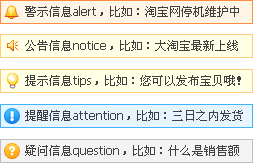 警示信息alert，比如：淘宝网停机维护中
公告信息notice，比如：大淘宝最新上线
提示信息tips，比如：您可以发布宝贝哦!
提醒信息attention，比如：三日之内发货
疑问信息question，比如：什么是销售额